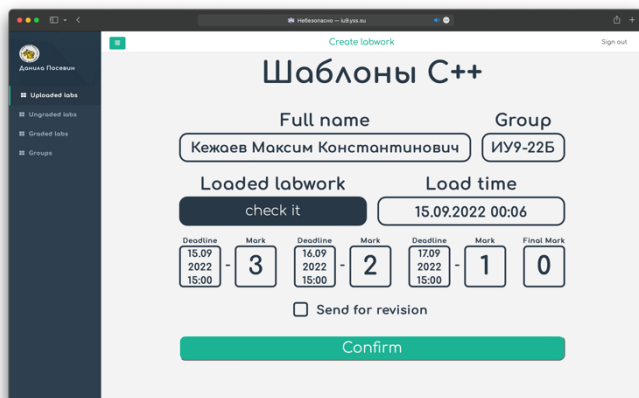 Небезопасно — iu9.yss.su
Create labwork
Sign out
Данила Посевин
Uploaded labs
Ungraded labs
Graded labs
Groups
Шаблоны C++
Full name
Group
Кежаев Максим Константинович
ИУ9-22Б
Loaded labwork
Load time
check it
15.09.2022 00:06
Deadline Mark Deadline Mark Deadline Mark Final Mark
15.09 2022 15:00 - 3 16.09 2022 15:00 - 2 17.09 2022 15:00 - 1 0
Send for revision
Confirm